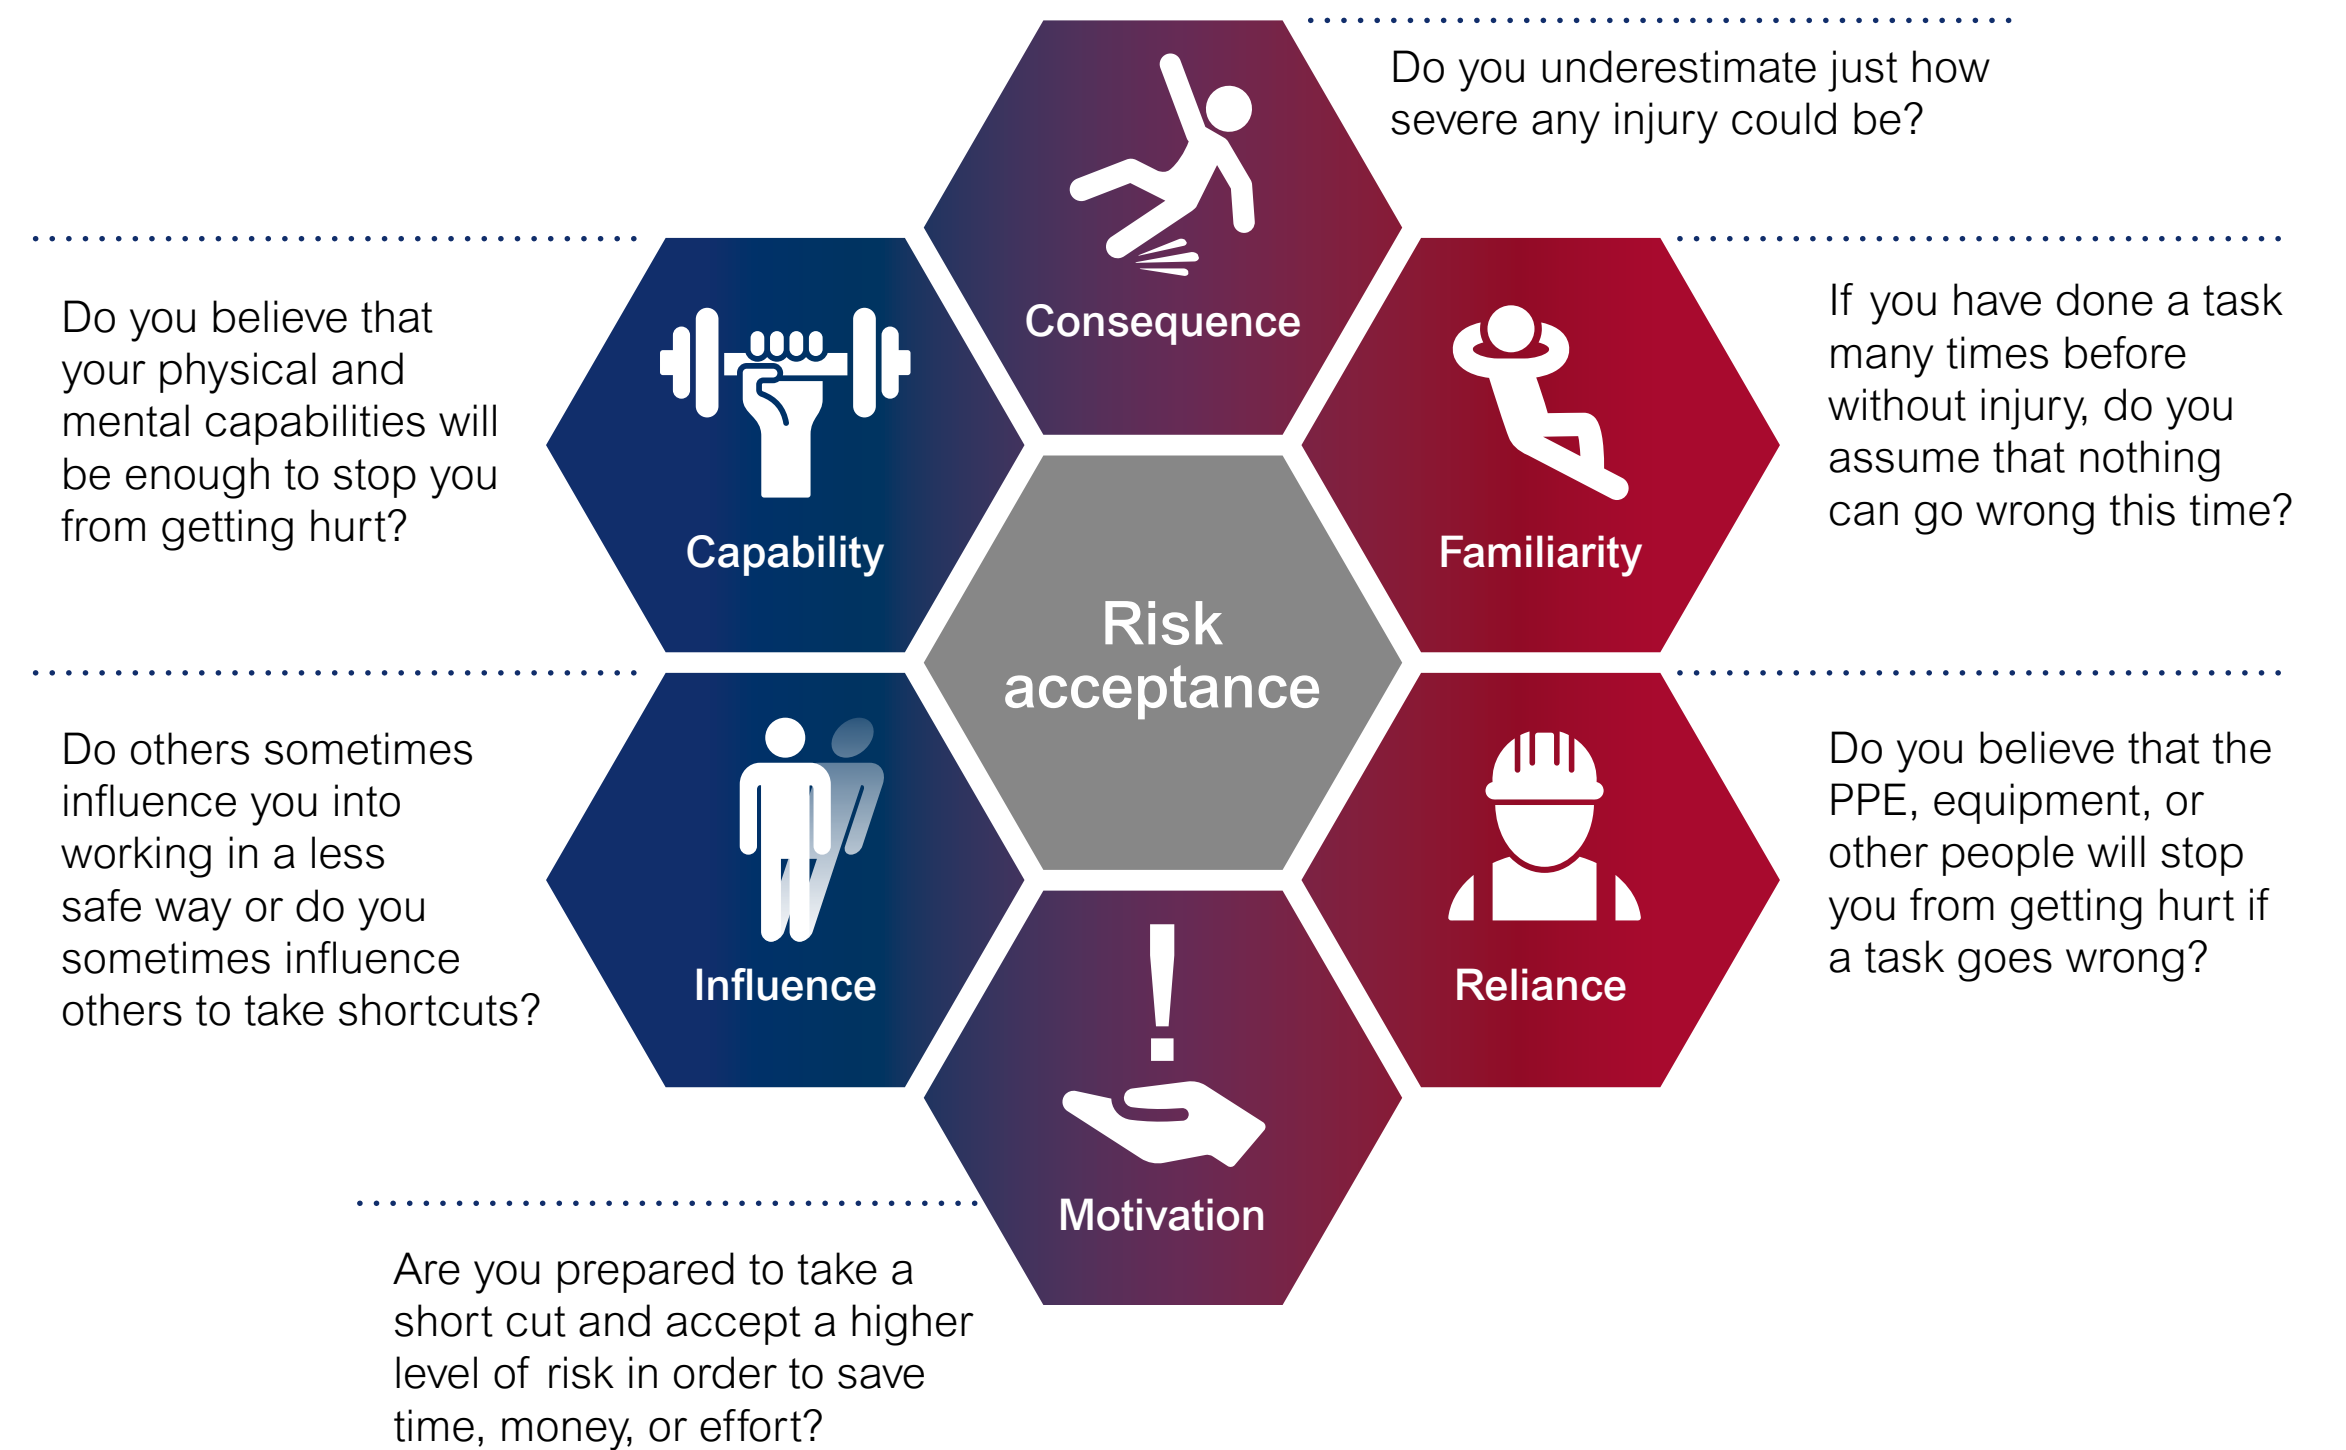 Consequence
Do you underestimate just how
severe any injury could be?
Familiarity
If you have done a task
many times before
without injury, do you
assume that nothing
can go wrong this time?
Reliance
Do you believe that the
PPE, equipment, or
other people will stop
you from getting hurt if
a task goes wrong?
Motivation
Are you prepared to take a
short cut and accept a higher
level of risk in order to save
time, money, or effort?
Influence
Do others sometimes
influence you into
working in a less
safe way or do you
sometimes influence
others to take shortcuts?
Capability
Do you believe that
your physical and
mental capabilities will
be enough to stop you
from getting hurt?
Risk
acceptance